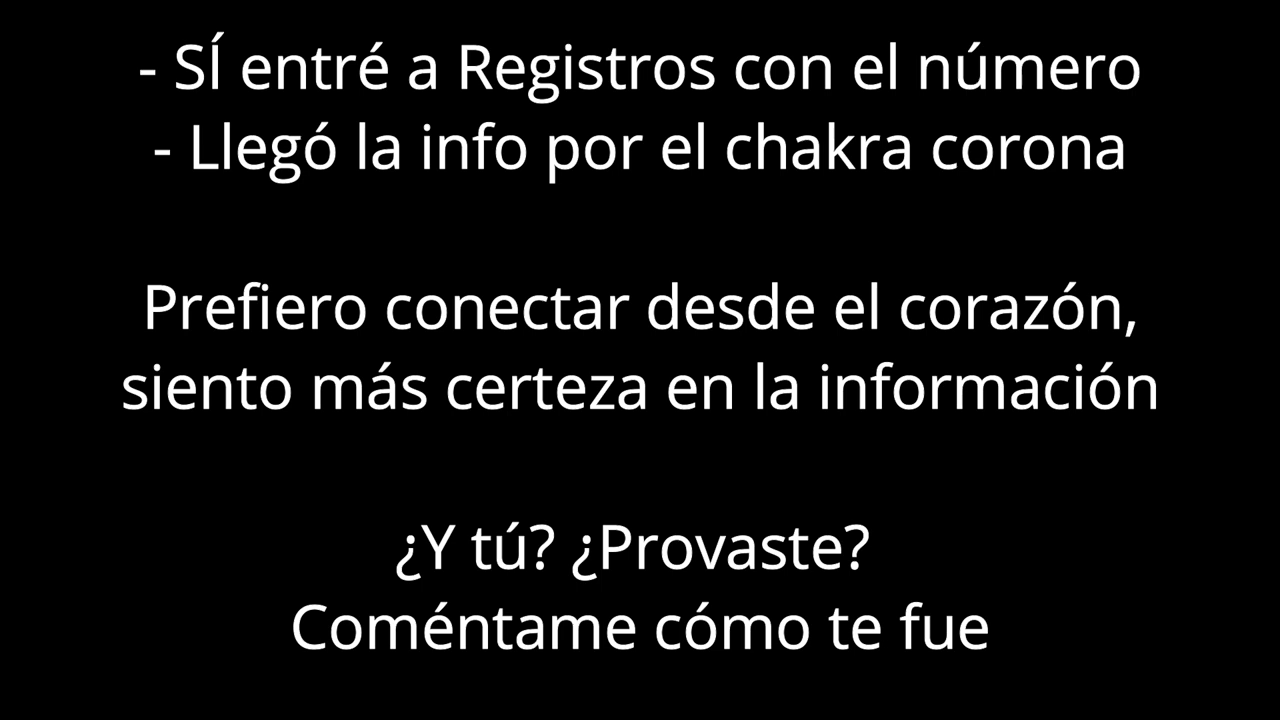 - SÍ entré a Registros con el número
- Llegó la info por el chakra corona
Prefiero conectar desde el corazón,
siento más certeza en la información
¿Y tú? ¿Provaste?
Coméntame cómo te fue